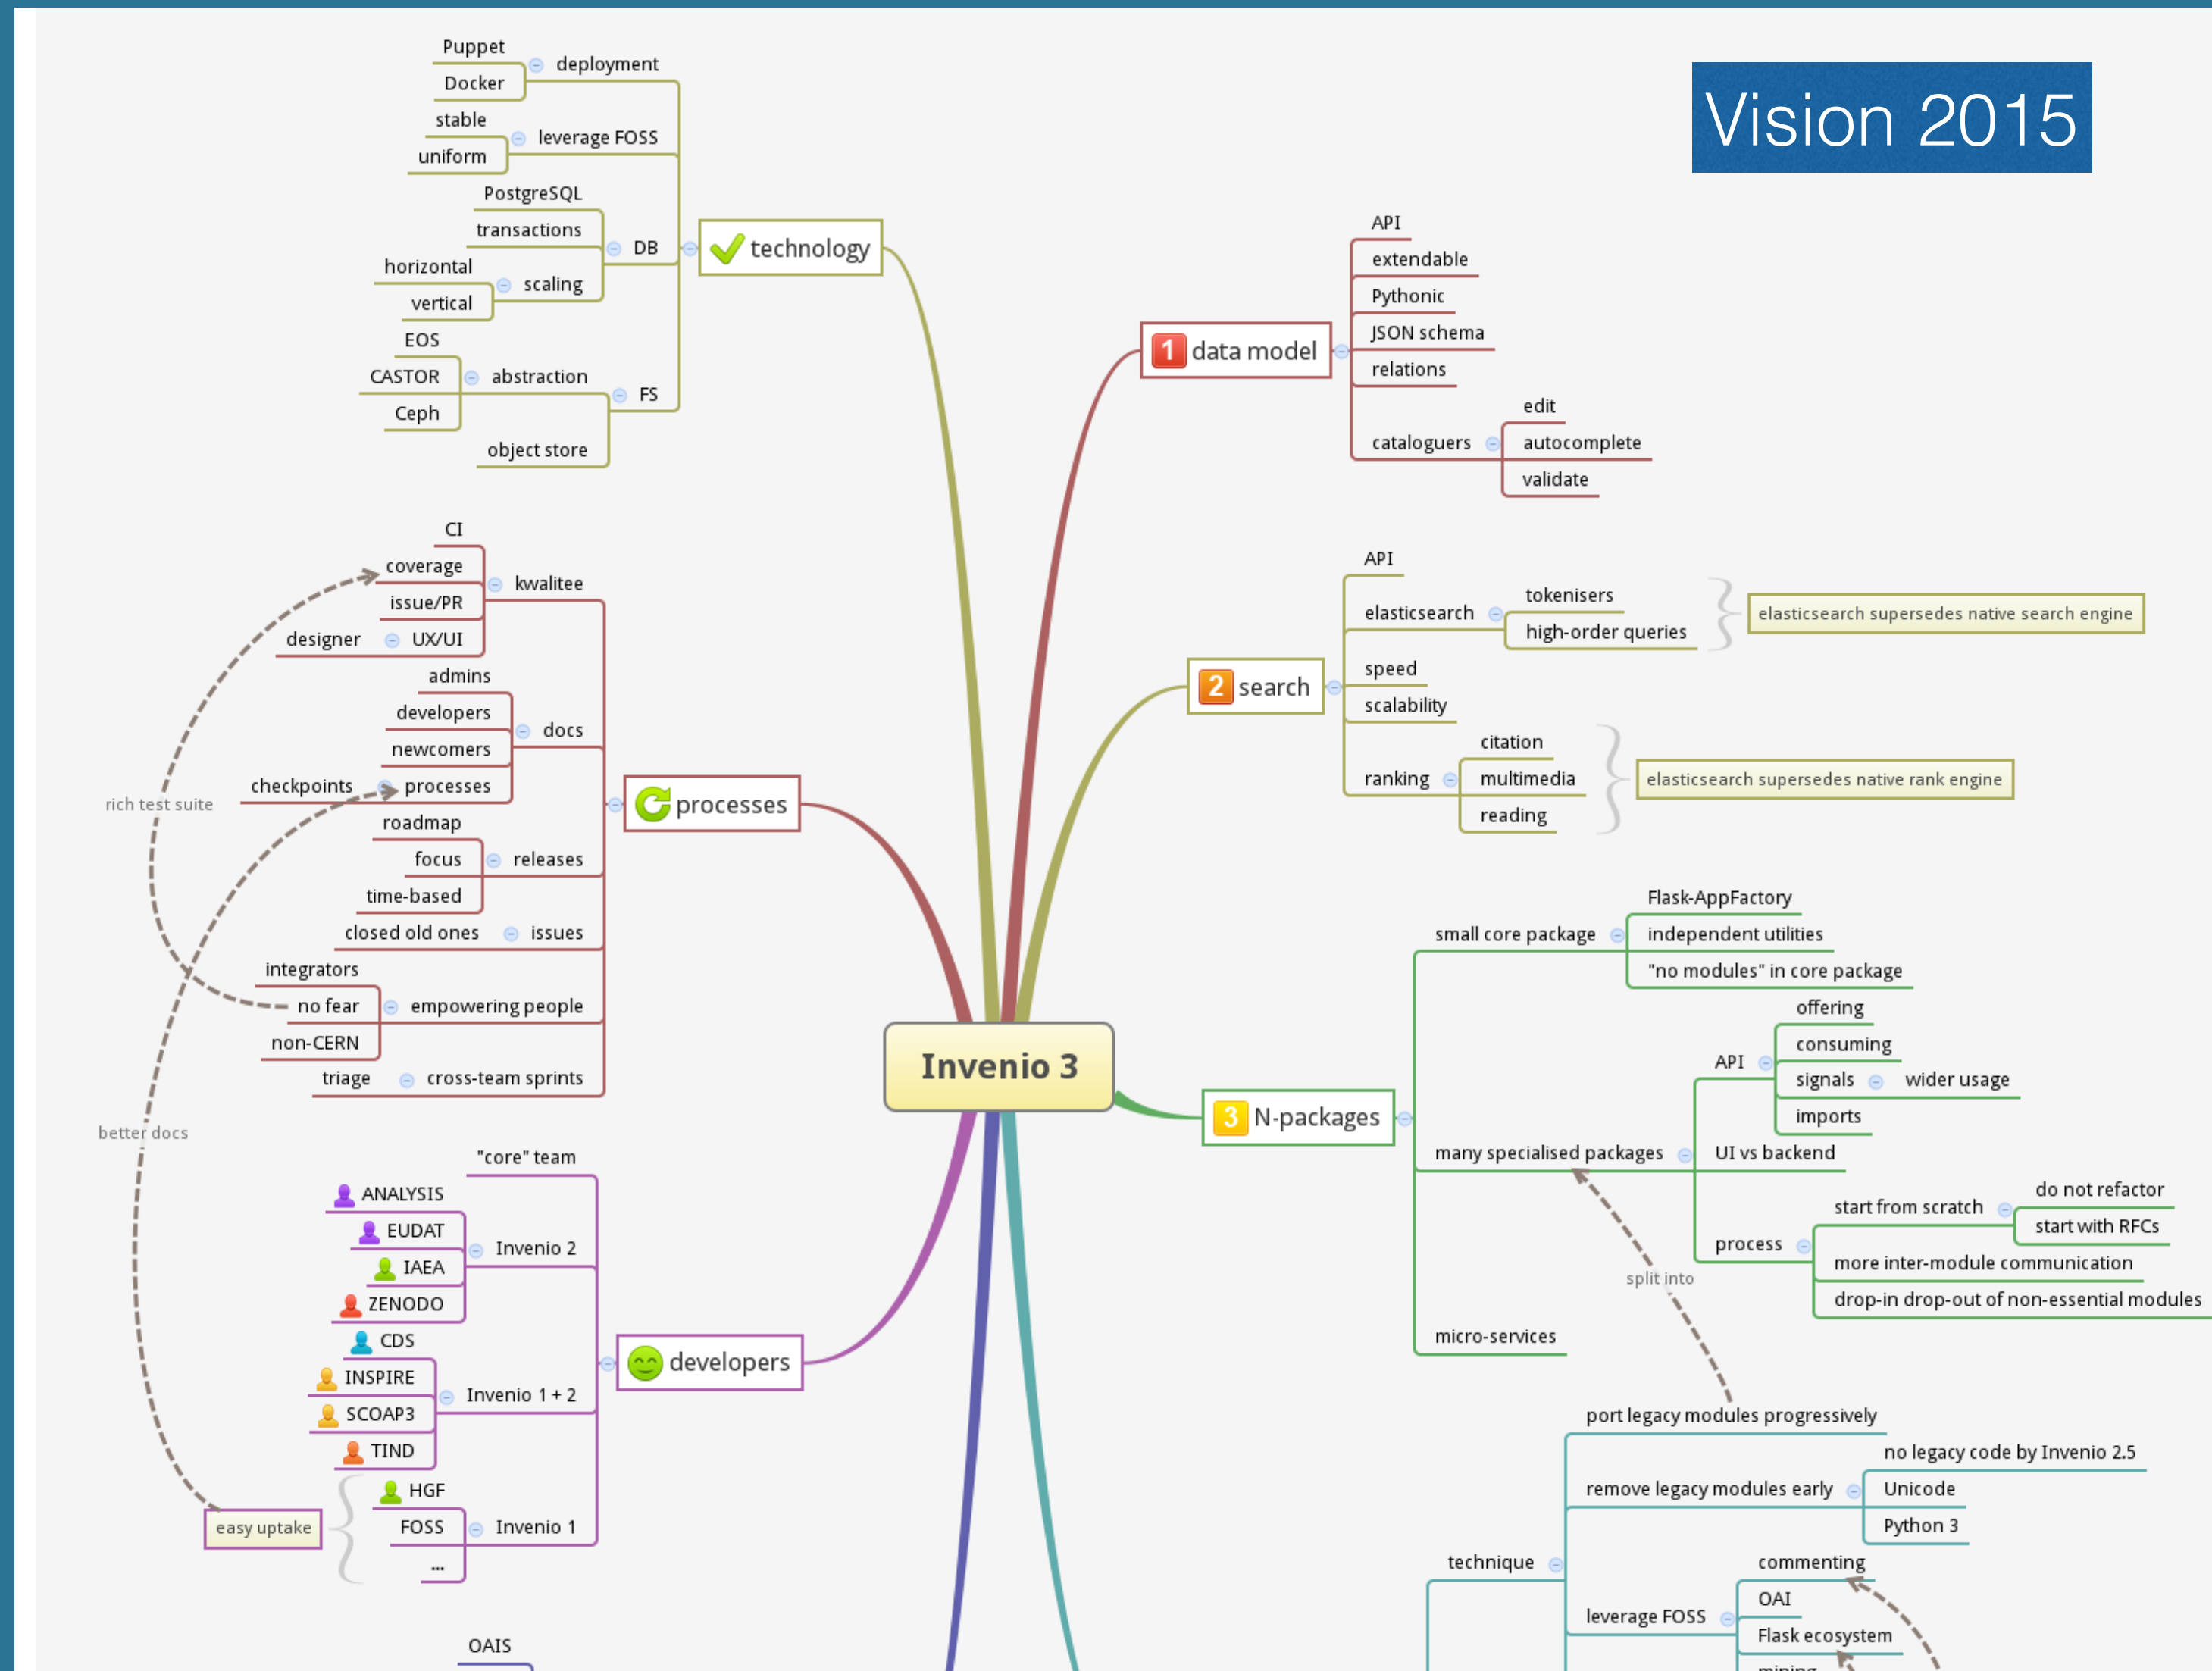 Vision 2015
Puppet
Docker
deployment
stable
uniform
leverage FOSS
PostgreSQL
transactions
horizontal
vertical
scaling
DB
EOS
CASTOR
Ceph
abstraction
object store
FS
technology
CI
coverage
issue/PR
designer
UX/UI
kwalitee
admins
developers
newcomers
checkpoints
processes
docs
roadmap
focus
time-based
releases
closed old ones
issues
integrators
no fear
non-CERN
empowering people
triage
cross-team sprints
processes
rich test suite
better docs
"core" team
ANALYSIS
EUDAT
IAEA
ZENODO
Invenio 2
CDS
INSPIRE
SCOAP3
TIND
Invenio 1 + 2
HGF
FOSS
...
Invenio 1
easy uptake
developers
OAIS
Invenio 3
1 data model
API
extendable
Pythonic
JSON schema
relations
cataloguers
edit
autocomplete
validate
2 search
API
elasticsearch
tokenisers
high-order queries
elasticsearch supersedes native search engine
speed
scalability
ranking
citation
multimedia
reading
elasticsearch supersedes native rank engine
3 N-packages
small core package
Flask-AppFactory
independent utilities
"no modules" in core package
many specialised packages
API
offering
consuming
signals
wider usage
imports
UI vs backend
process
start from scratch
do not refactor
start with RFCs
more inter-module communication
drop-in drop-out of non-essential modules
micro-services
split into
technique
port legacy modules progressively
remove legacy modules early
no legacy code by Invenio 2.5
Unicode
Python 3
leverage FOSS
commenting
OAI
Flask ecosystem
mining